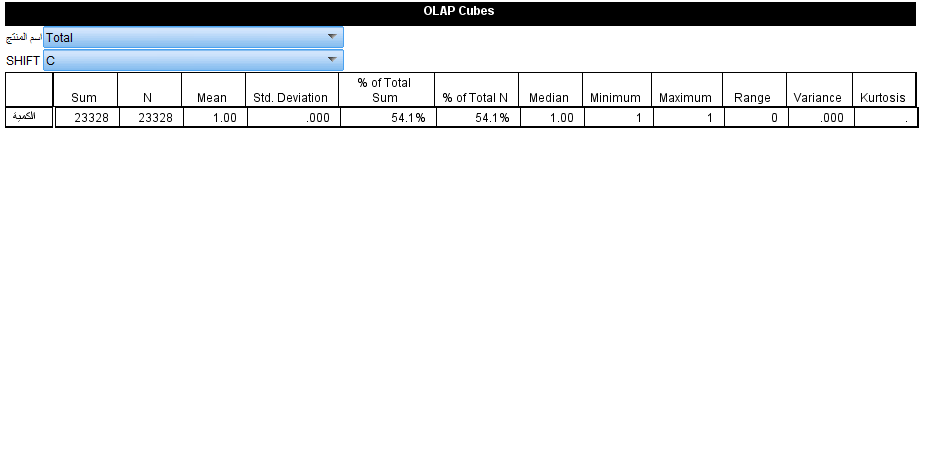 OLAP Cubes
اسم المنتج Total
SHIFT C
Sum N Mean Std. Deviation % of Total Sum % of Total N Median Minimum Maximum Range Variance Kurtosis
الكمية 23328 23328 1.00 .000 54.1% 54.1% 1.00 1 1 0 .000 .